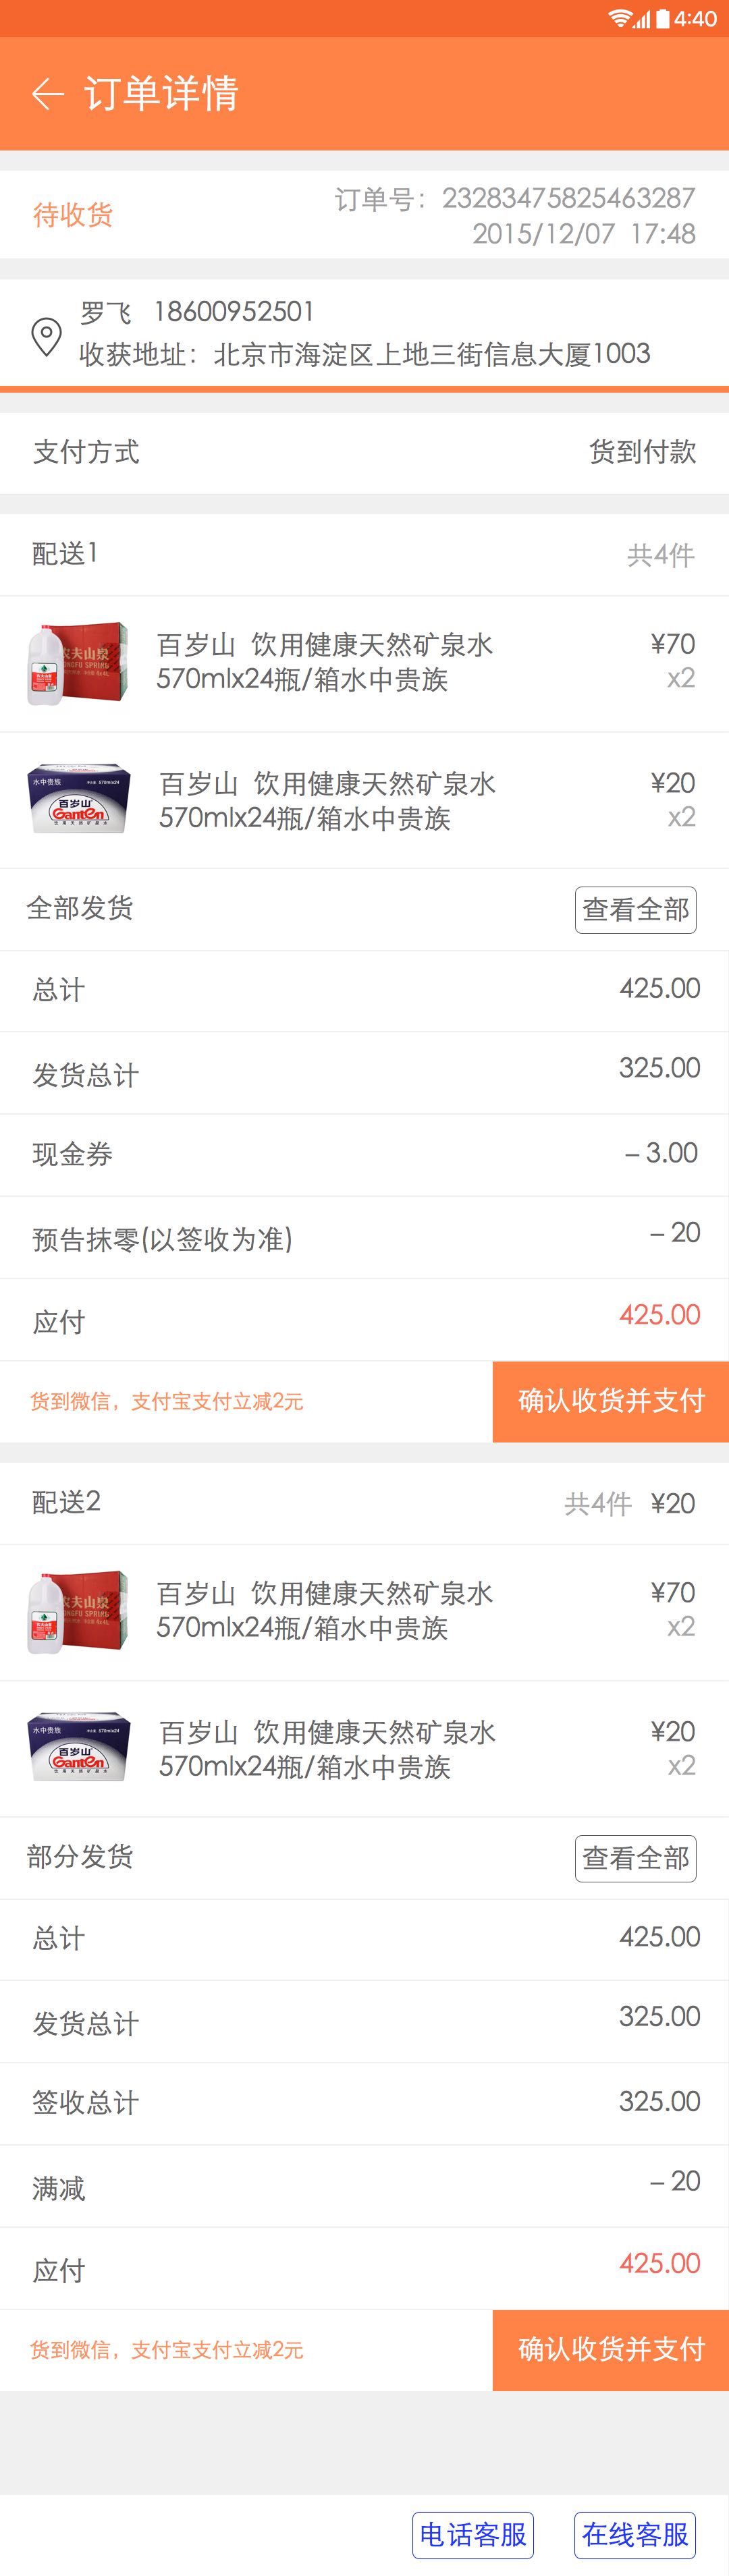 4:40
订单详情
待收货
订单号：23283475825463287
2015/12/07 17:48
罗飞 18600952501
收获地址：北京市海淀区上地三街信息大厦1003
支付方式 货到付款
配送1 共4件
百岁山 饮用健康天然矿泉水 ¥70
570mlx24瓶/箱水中贵族 x2
水中贵族 570mlx24
百岁山
Ganten
百岁山 饮用健康天然矿泉水 ¥20
570mlx24瓶/箱水中贵族 x2
全部发货 查看全部
总计 425.00
发货总计 325.00
现金券 – 3.00
预告抹零(以签收为准) – 20
应付 425.00
货到微信，支付宝支付立减2元 确认收货并支付
配送2 共4件 ¥20
百岁山 饮用健康天然矿泉水 ¥70
570mlx24瓶/箱水中贵族 x2
水中贵族 570mlx24
百岁山
Ganten
百岁山 饮用健康天然矿泉水 ¥20
570mlx24瓶/箱水中贵族 x2
部分发货 查看全部
总计 425.00
发货总计 325.00
签收总计 325.00
满减 – 20
应付 425.00
货到微信，支付宝支付立减2元 确认收货并支付
电话客服 在线客服